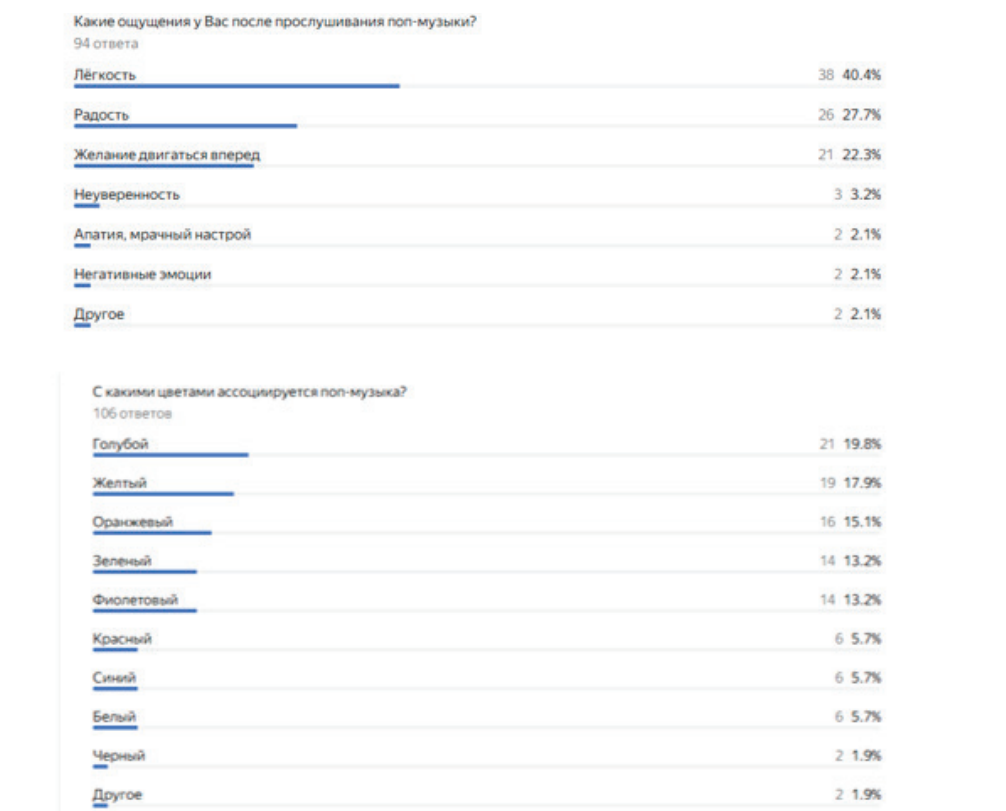 Какие ощущения у Вас после прослушивания поп-музыки?
94 ответа
Лёгкость 38 40.4%
Радость 26 27.7%
Желание двигаться вперед 21 22.3%
Неуверенность 3 3.2%
Апатия, мрачный настрой 2 2.1%
Негативные эмоции 2 2.1%
Другое 2 2.1%
С какими цветами ассоциируется поп-музыка?
106 ответов
Голубой 21 19.8%
Желтый 19 17.9%
Оранжевый 16 15.1%
Зеленый 14 13.2%
Фиолетовый 14 13.2%
Красный 6 5.7%
Синий 6 5.7%
Белый 6 5.7%
Черный 2 1.9%
Другое 2 1.9%